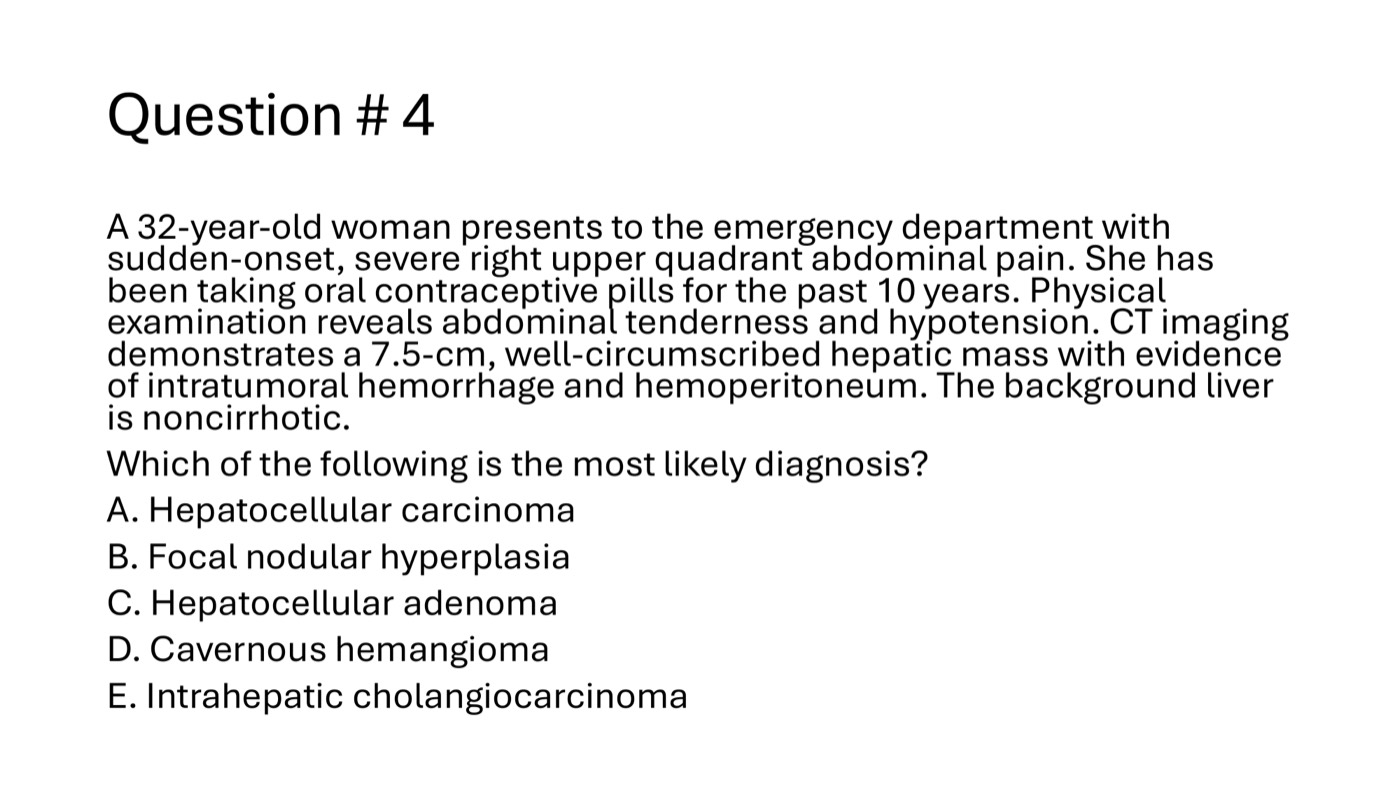 Question # 4
A 32-year-old woman presents to the emergency department with
sudden-onset, severe right upper quadrant abdominal pain. She has
been taking oral contraceptive pills for the past 10 years. Physical
examination reveals abdominal tenderness and hypotension. CT imaging
demonstrates a 7.5-cm, well-circumscribed hepatic mass with evidence
of intratumoral hemorrhage and hemoperitoneum. The background liver
is noncirrhotic.
Which of the following is the most likely diagnosis?
A. Hepatocellular carcinoma
B. Focal nodular hyperplasia
C. Hepatocellular adenoma
D. Cavernous hemangioma
E. Intrahepatic cholangiocarcinoma